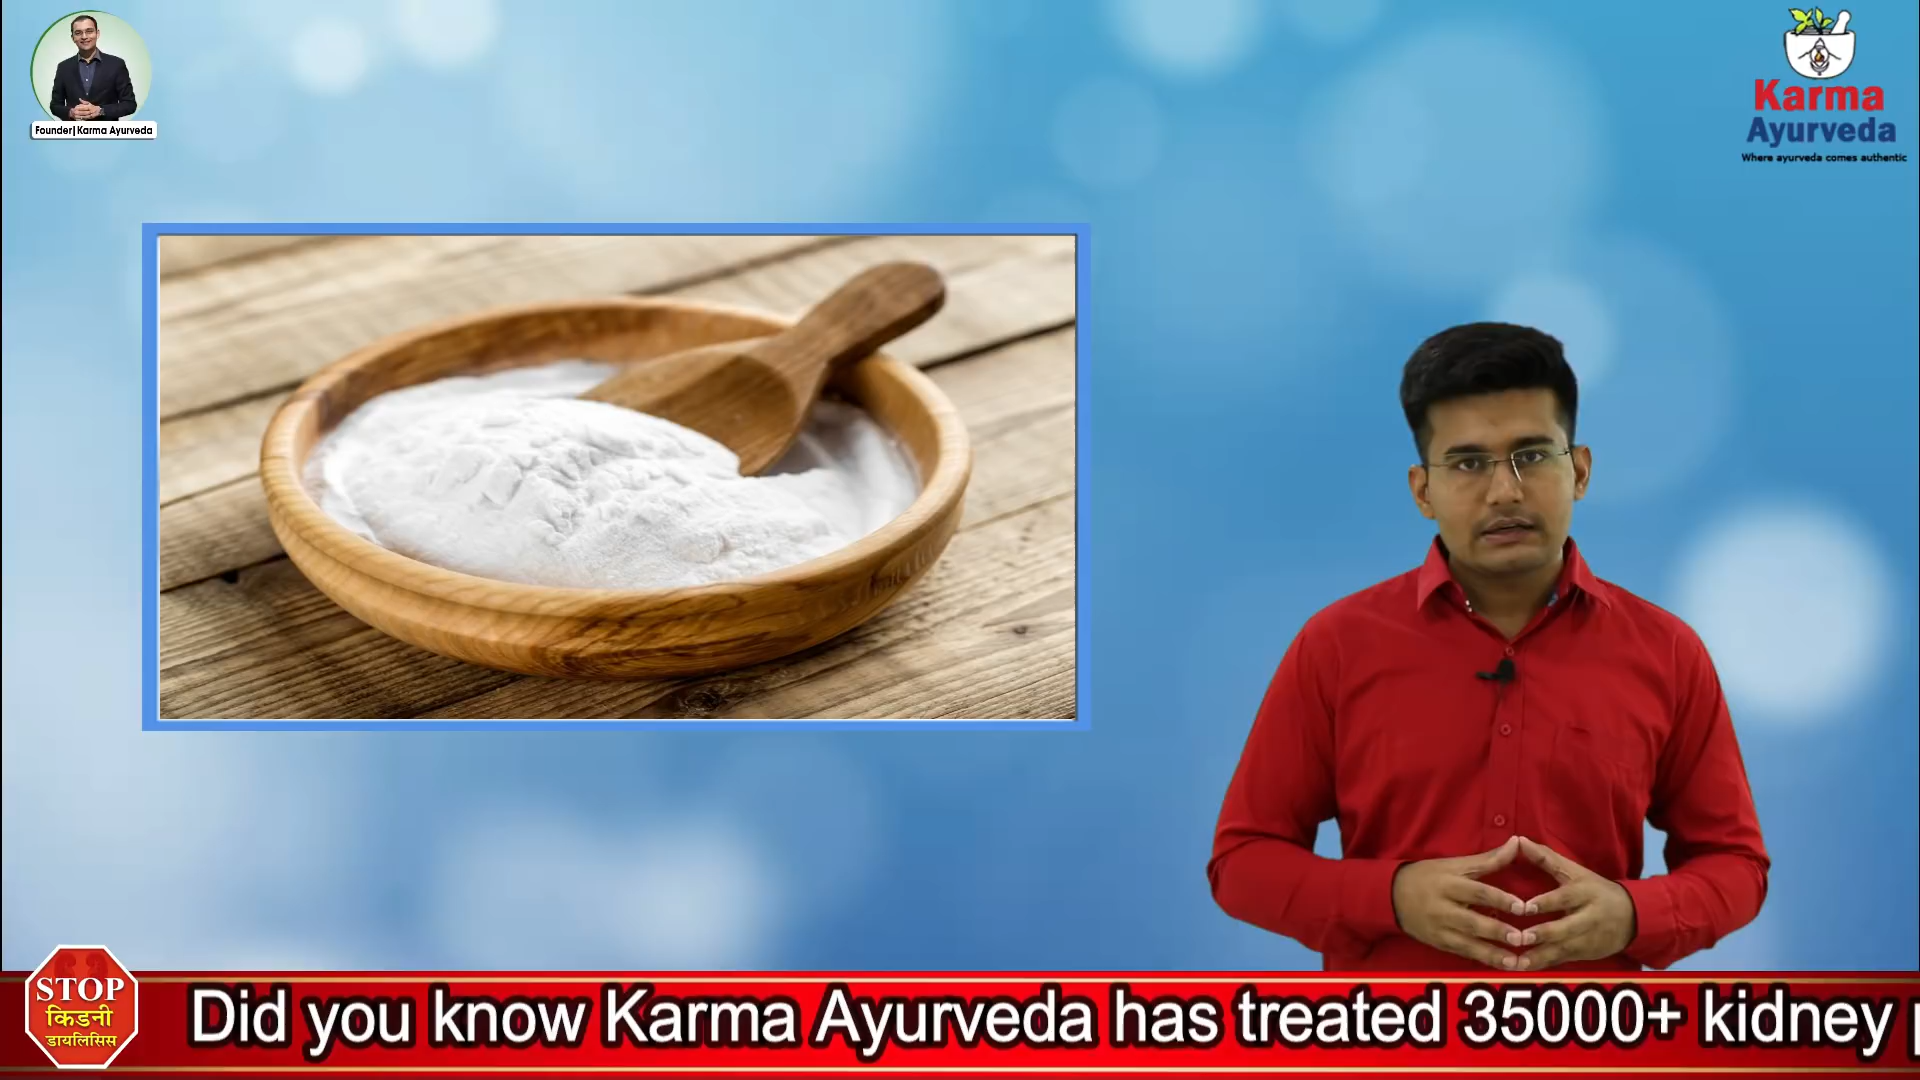 Founder|Karma Ayurveda
Karma
Ayurveda
Where ayurveda comes authentic
STOP
किडनी
डायलिसिस
Did you know Karma Ayurveda has treated 35000+ kidney